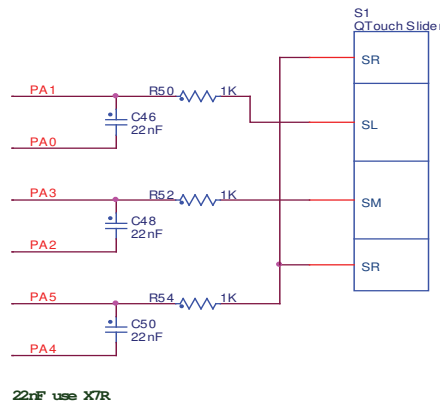 S1
QTouch Slider
SR
PA1
R50
1K
C46
22nF
SL
PA0
PA3
R52
1K
SM
C48
22nF
PA2
SR
PA5
R54
1K
C50
22nF
PA4
22nF use X7R